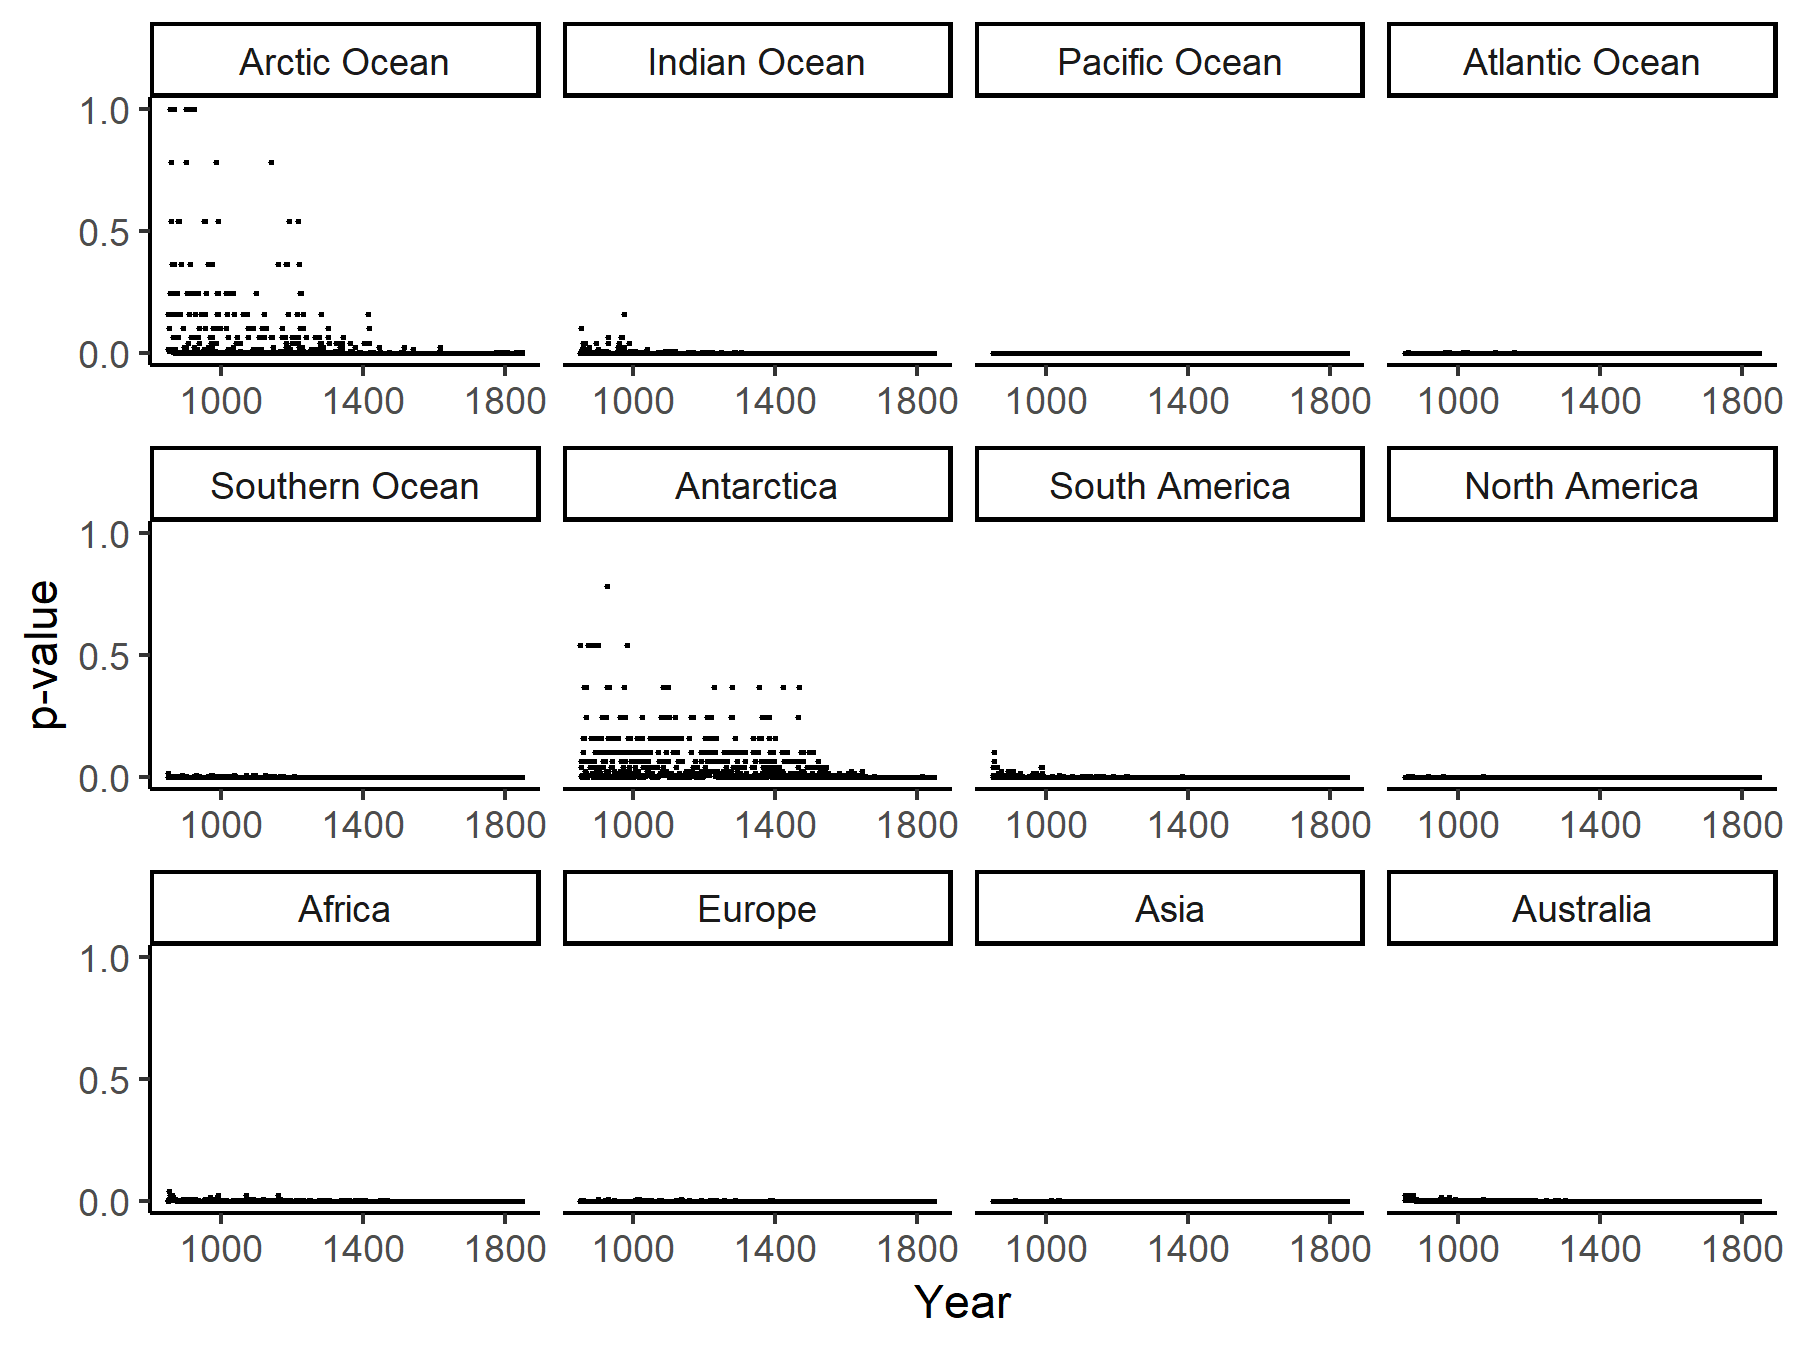 Arctic Ocean Indian Ocean Pacific Ocean Atlantic Ocean
1.0
0.5
0.0
1000 1400 1800 1000 1400 1800 1000 1400 1800 1000 1400 1800
Southern Ocean Antarctica South America North America
1.0
0.5
0.0
1000 1400 1800 1000 1400 1800 1000 1400 1800 1000 1400 1800
p-value
Africa Europe Asia Australia
1.0
0.5
0.0
1000 1400 1800 1000 1400 1800 1000 1400 1800 1000 1400 1800
Year